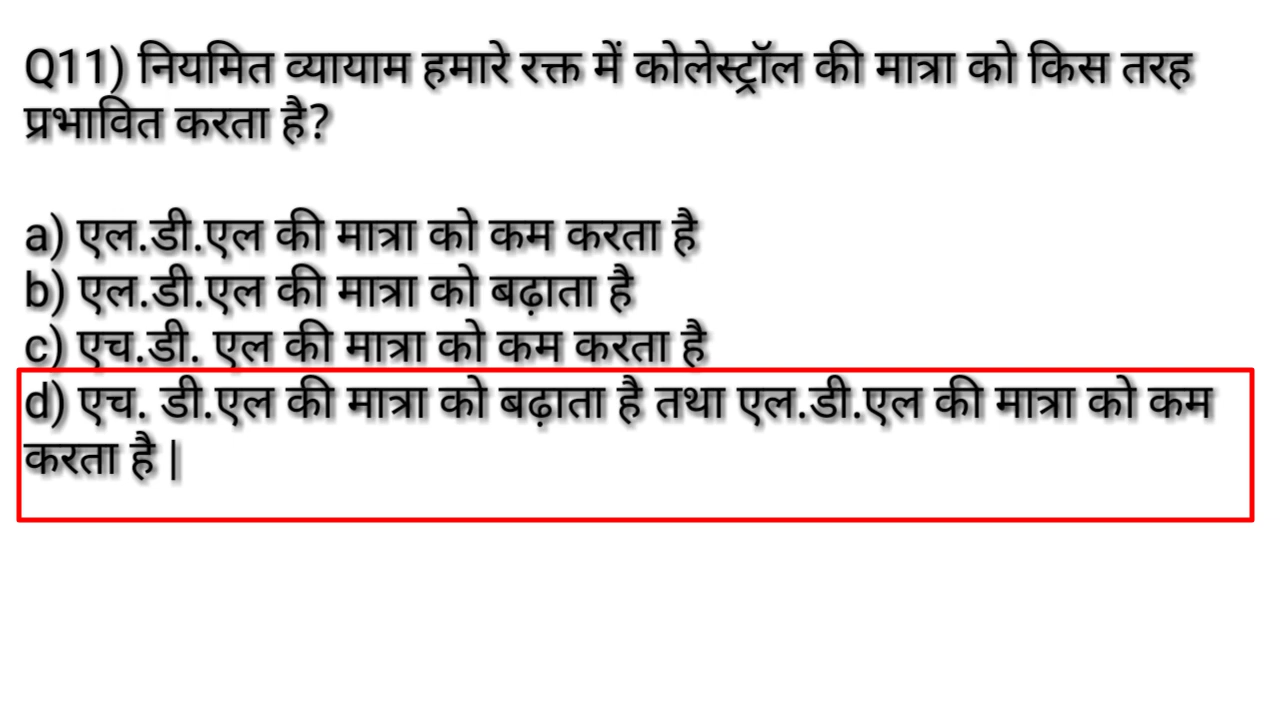 Q11) नियमित व्यायाम हमारे रक्त में कोलेस्ट्रॉल की मात्रा को किस तरह
प्रभावित करता है?
a) एल.डी.एल की मात्रा को कम करता है
b) एल.डी.एल की मात्रा को बढ़ाता है
c) एच.डी. एल की मात्रा को कम करता है
d) एच. डी.एल की मात्रा को बढ़ाता है तथा एल.डी.एल की मात्रा को कम
करता है |